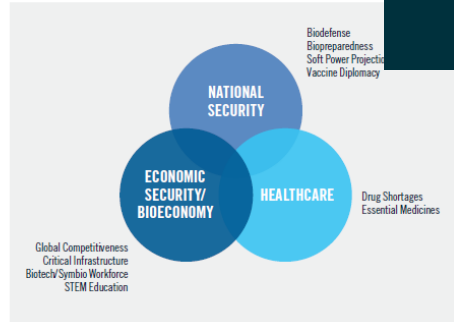 Biodefense
Biopreparedness
Soft Power
Vaccine Diplomacy
NATIONAL
SECURITY
ECONOMIC
SECURITY/
BIOECONOMY
HEALTHCARE
Drug Shortages
Essential Medicines
Global Competitiveness
Critical Infrastructure
Biotech/Symbio Workforce
STEM Education